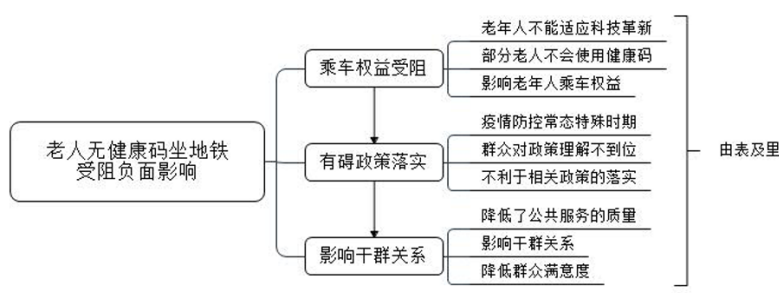 老人无健康码坐地铁
受阻负面影响
乘车权益受阻
老年人不能适应科技革新
部分老人不会使用健康码
影响老年人乘车权益
有碍政策落实
疫情防控常态特殊时期
群众对政策理解不到位
不利于相关政策的落实
影响干群关系
降低了公共服务的质量
影响干群关系
降低群众满意度
由表及里